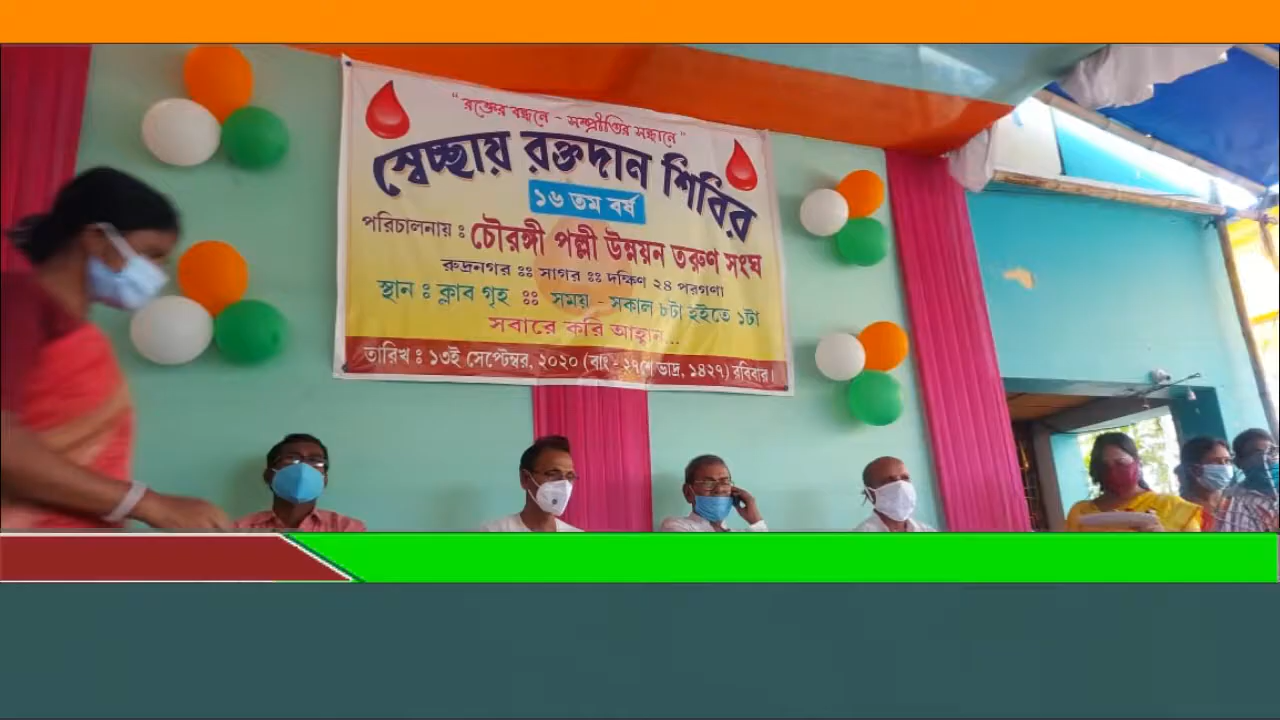 "রক্তের বন্ধনে - সম্প্রীতির সন্ধানে"
স্বেচ্ছায় রক্তদান শিবির
১৬ তম বর্ষ
পরিচালনায় ঃ চৌরঙ্গী পল্লী উন্নয়ন তরুণ সংঘ
রুদ্রনগর ঃঃ সাগর ঃঃ দক্ষিণ ২৪ পরগণা
স্থান ঃ ক্লাব গৃহ ঃঃ সময় - সকাল ৮টা হইতে ১টা
সবারে করি আহ্বান...
তারিখ ঃ ১৩ই সেপ্টেম্বর, ২০২০ (বাং - ২৭শে ভাদ্র, ১৪২৭) রবিবার।